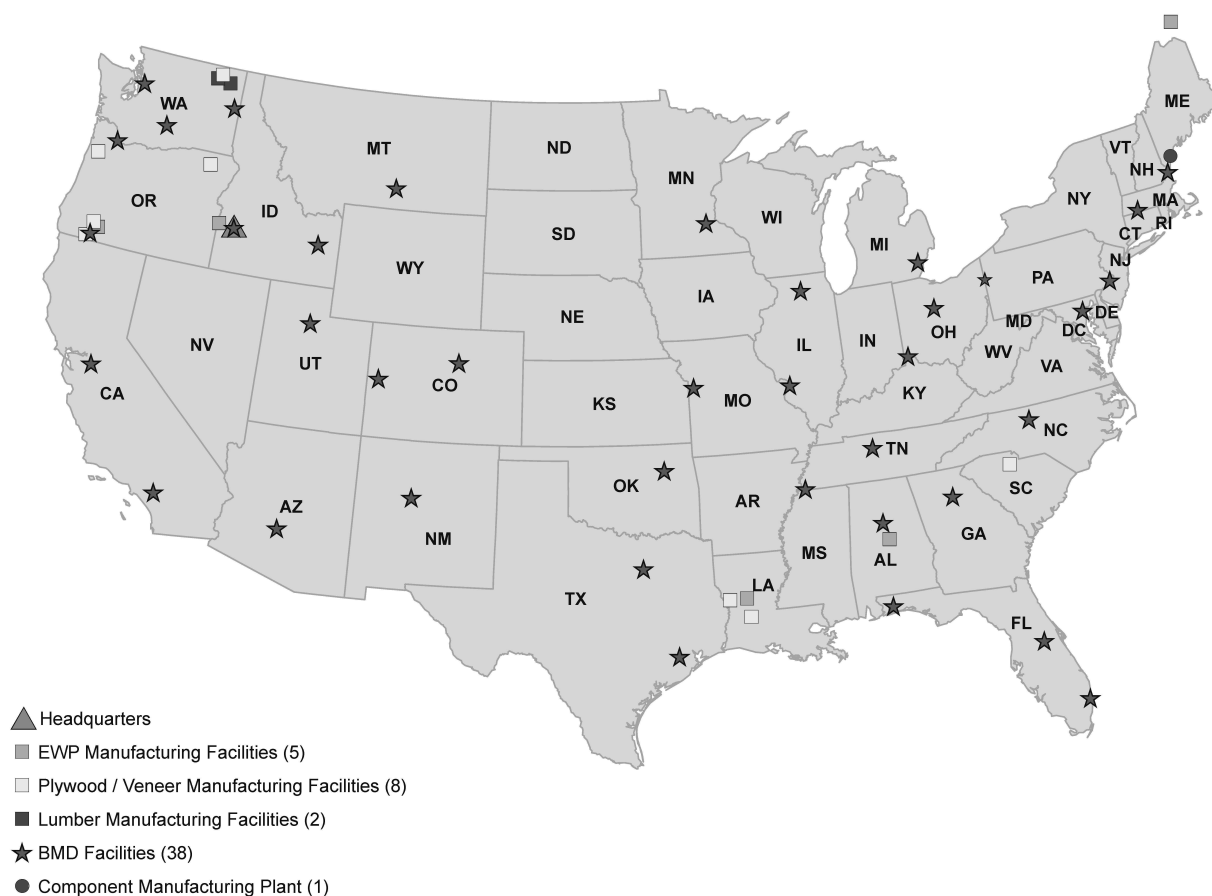 ME
WA
VT
MT
ND
NH
MN
OR
NY
MA
ID
WI
RI
SD
CT
MI
NJ
WY
PA
IA
DE
NE
MD
DC
OH
NV
IL
IN
WV
UT
VA
CO
CA
KY
MO
KS
NC
TN
OK
SC
AR
AZ
GA
NM
MS
AL
LA
TX
FL
Headquarters
EWP Manufacturing Facilities (5)
Plywood / Veneer Manufacturing Facilities (8)
Lumber Manufacturing Facilities (2)
BMD Facilities (38)
Component Manufacturing Plant (1)